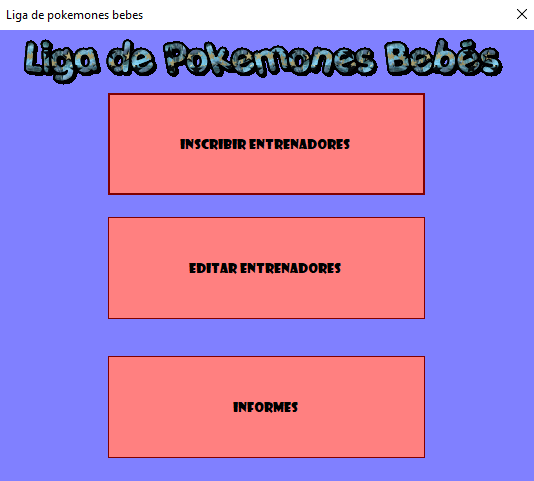 Liga de pokemones bebes
Liga de Pokemones Bebés
INSCRIBIR ENTRENADORES
EDITAR ENTRENADORES
INFORMES